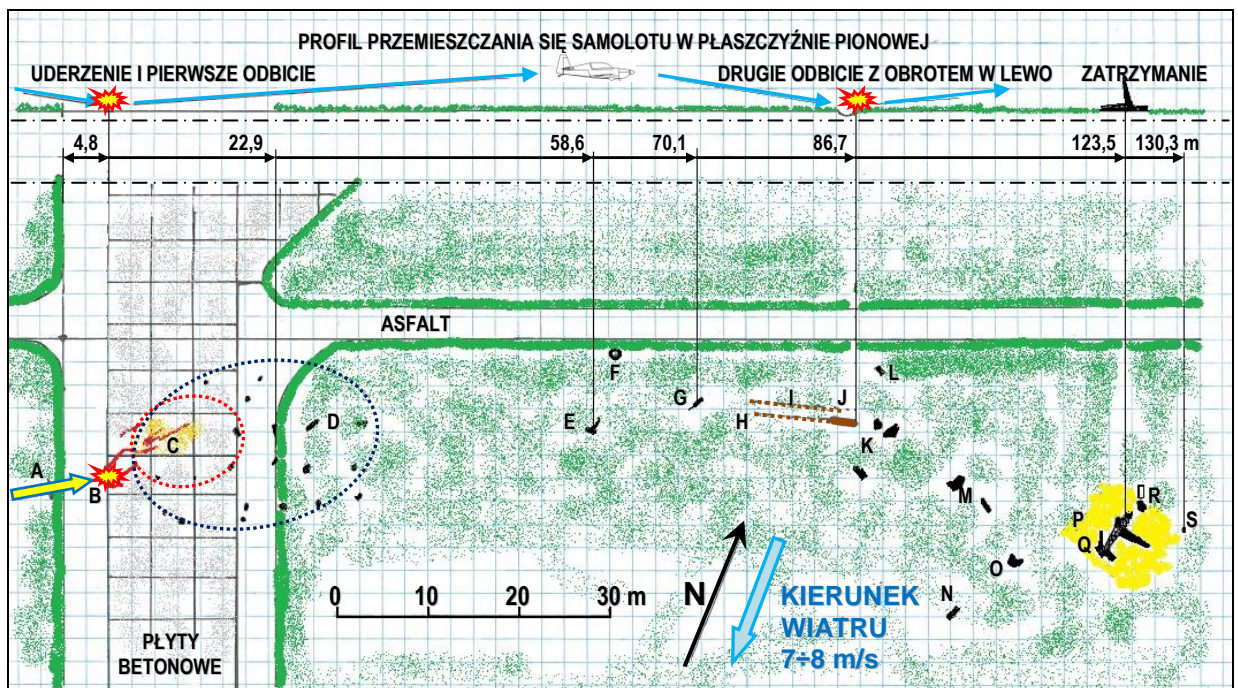 PROFIL PRZEMIESZCZANIA SIĘ SAMOLOTU W PŁASZCZYŹNIE PIONOWEJ
UDERZENIE I PIERWSZE ODBICIE
DRUGIE ODBICIE Z OBROTEM W LEWO
ZATRZYMANIE
4,8
22,9
58,6
70,1
86,7
123,5
130,3 m
ASFALT
F
L
G
I
J
H
D
E
C
K
A
B
M
P
R
S
Q
O
N
0 10 20 30 m
N
KIERUNEK
WIATRU
7÷8 m/s
PŁYTY
BETONOWE